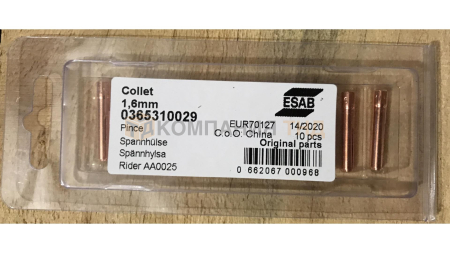 Collet
1,6mm
0365310029
Pince
Spannhülse
Spännhylsa
Rider AA0025
ESAB
EUR70127 14/2020
C.o.O. China 10 pcs
Original parts
0 662067 000968